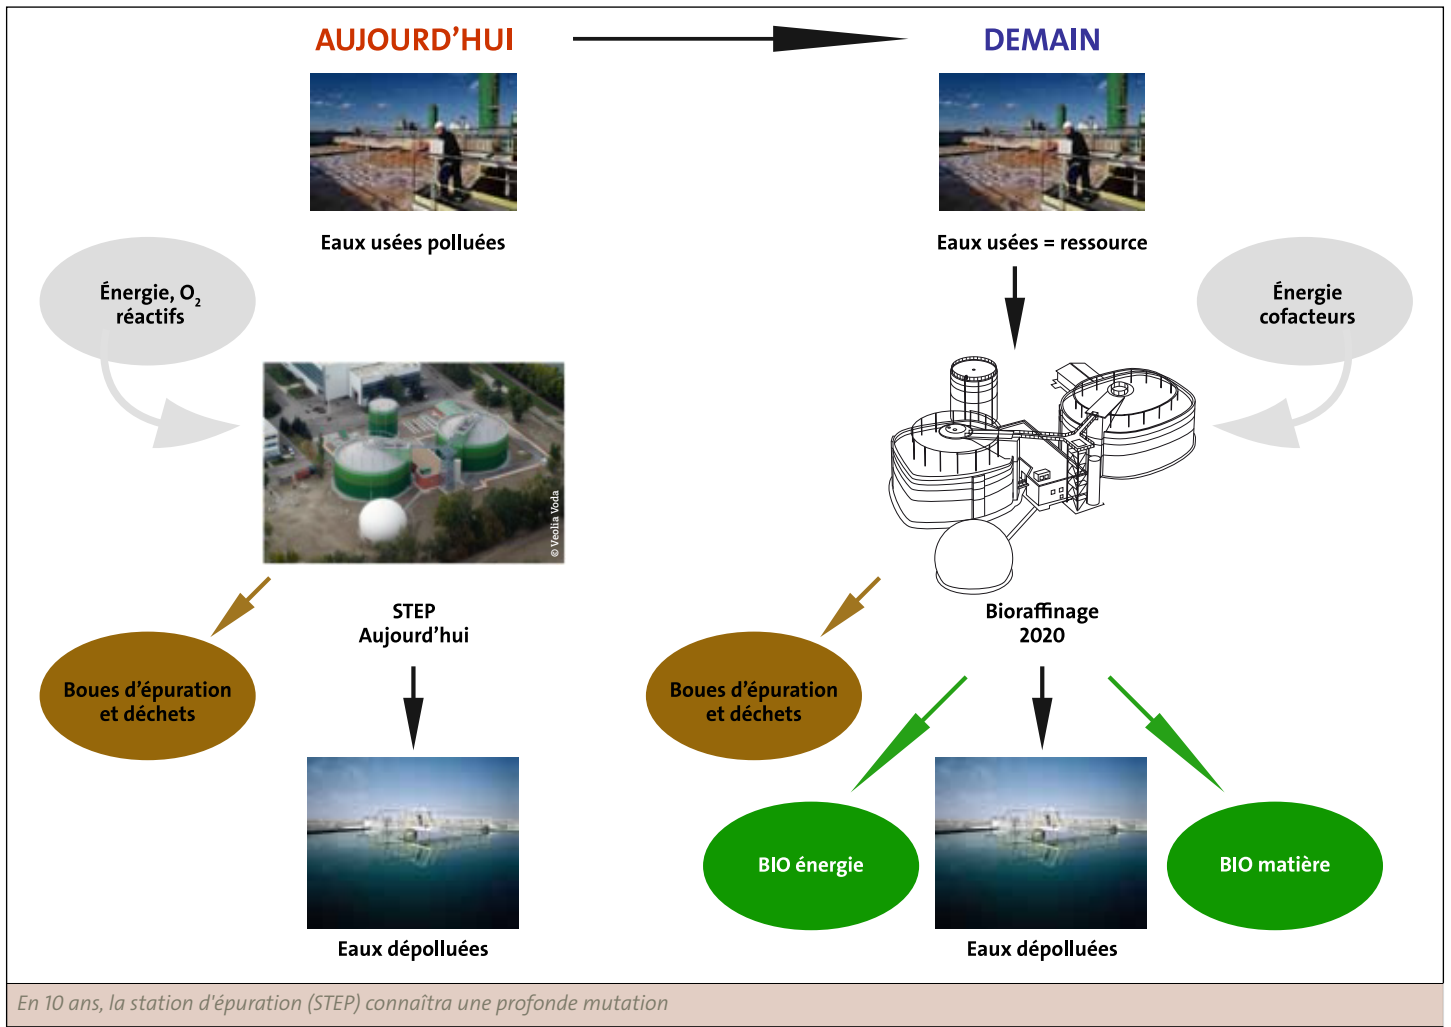 AUJOURD'HUI
DEMAIN
Eaux usées polluées
Eaux usées = ressource
Énergie, O₂
réactifs
Énergie
cofacteurs
© Veolia Voda
STEP
Aujourd'hui
Bioraffinage
2020
Boues d'épuration
et déchets
Boues d'épuration
et déchets
BIO énergie
BIO matière
Eaux dépolluées
Eaux dépolluées
En 10 ans, la station d'épuration (STEP) connaîtra une profonde mutation